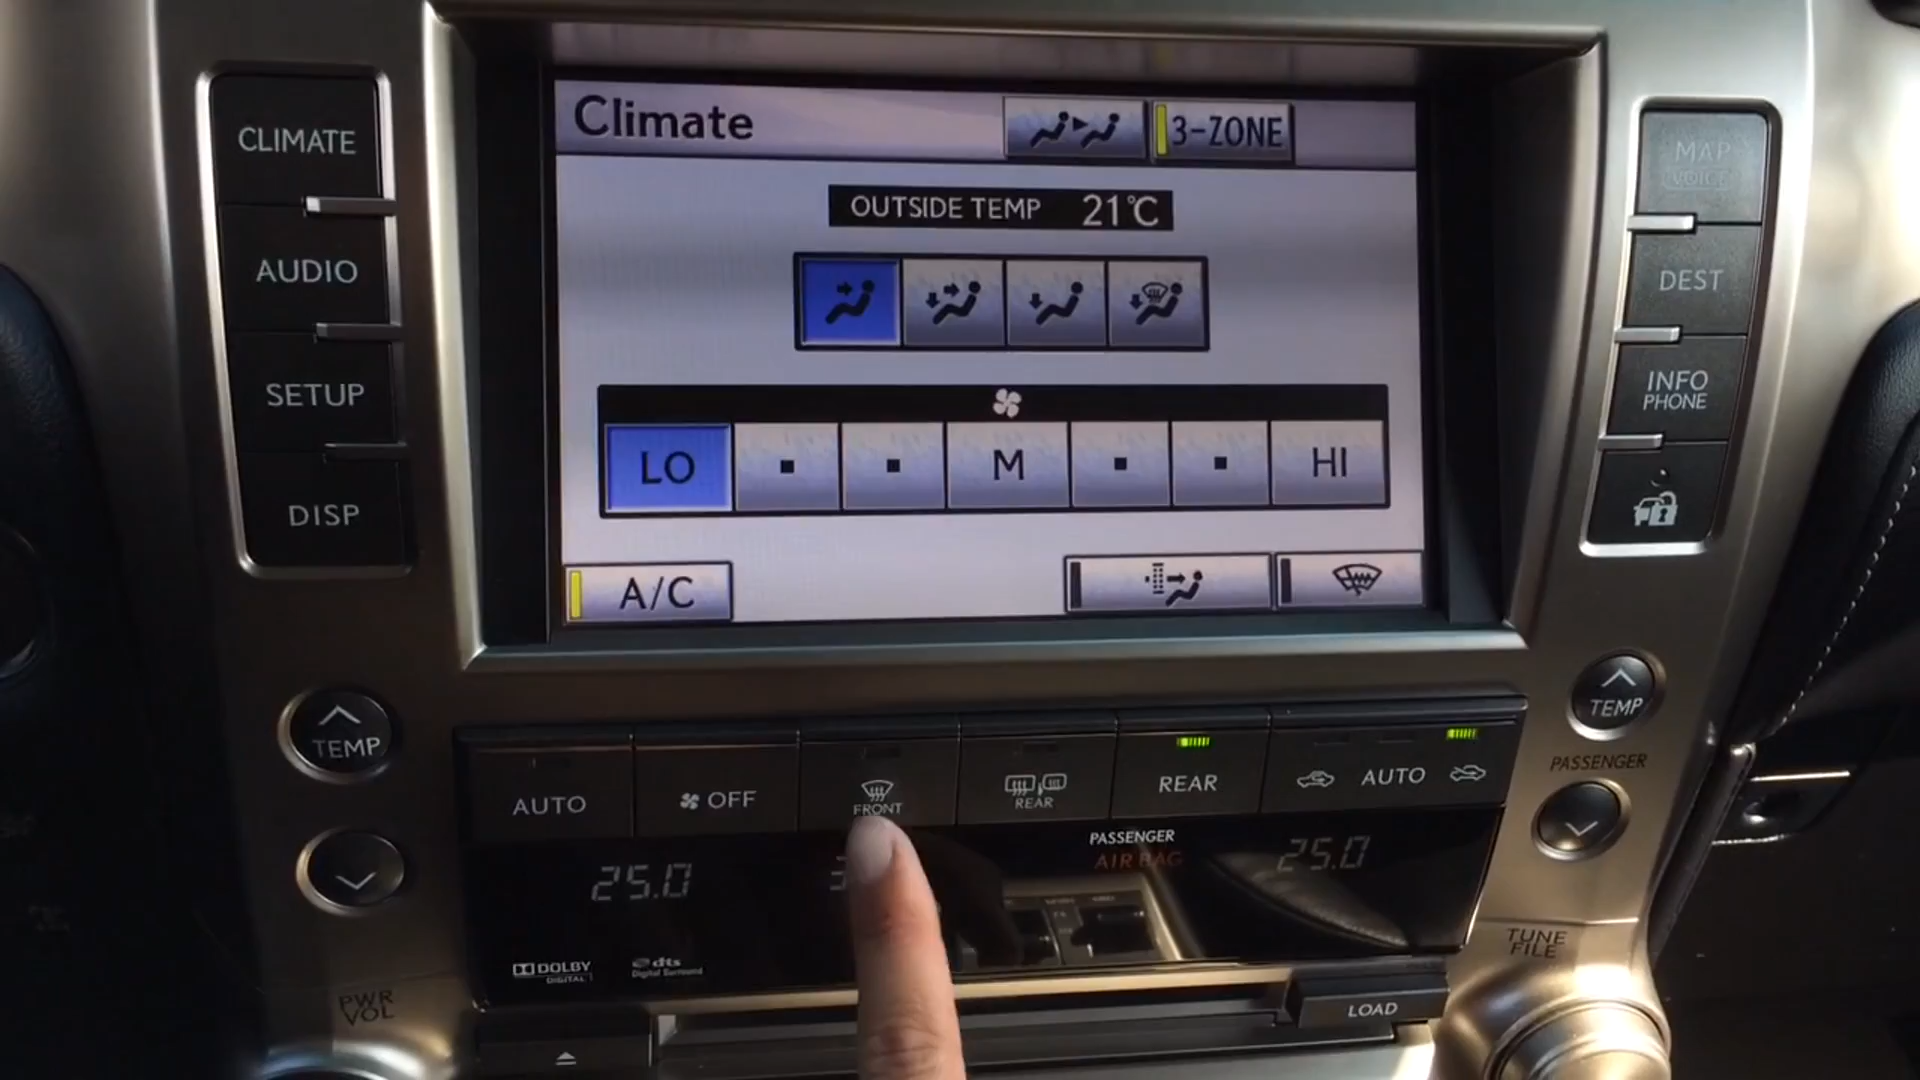 CLIMATE
AUDIO
SETUP
DISP
Climate
3-ZONE
OUTSIDE TEMP 21°C
LO
M
HI
A/C
MAP
VOICE
DEST
INFO
PHONE
TEMP
TEMP
PASSENGER
AUTO
OFF
FRONT
REAR
REAR
AUTO
25.0
PASSENGER
AIR BAG
25.0
DOLBY
DIGITAL
dts
Digital Surround
PWR
VOL
TUNE
FILE
LOAD